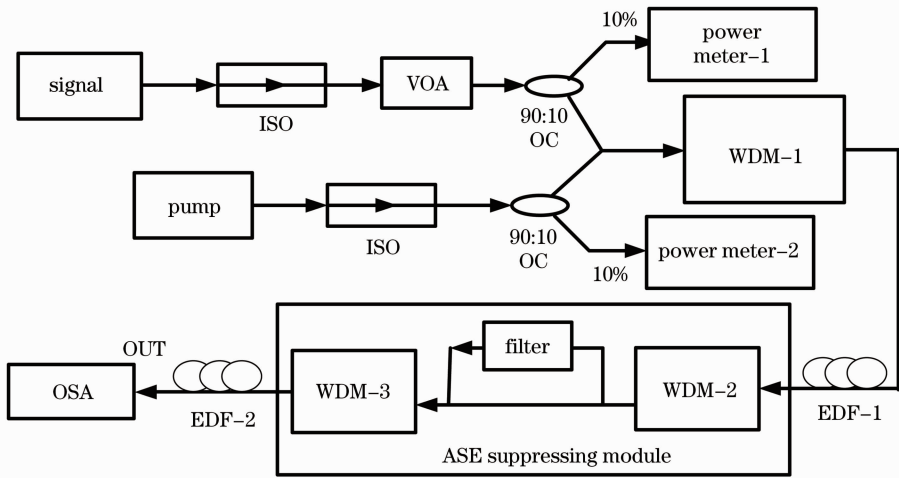 10%
power
meter-1
signal
VOA
ISO
90:10
OC
WDM-1
pump
ISO
90:10
OC
10%
power meter-2
OUT
filter
OSA
WDM-3
WDM-2
EDF-2
EDF-1
ASE suppressing module